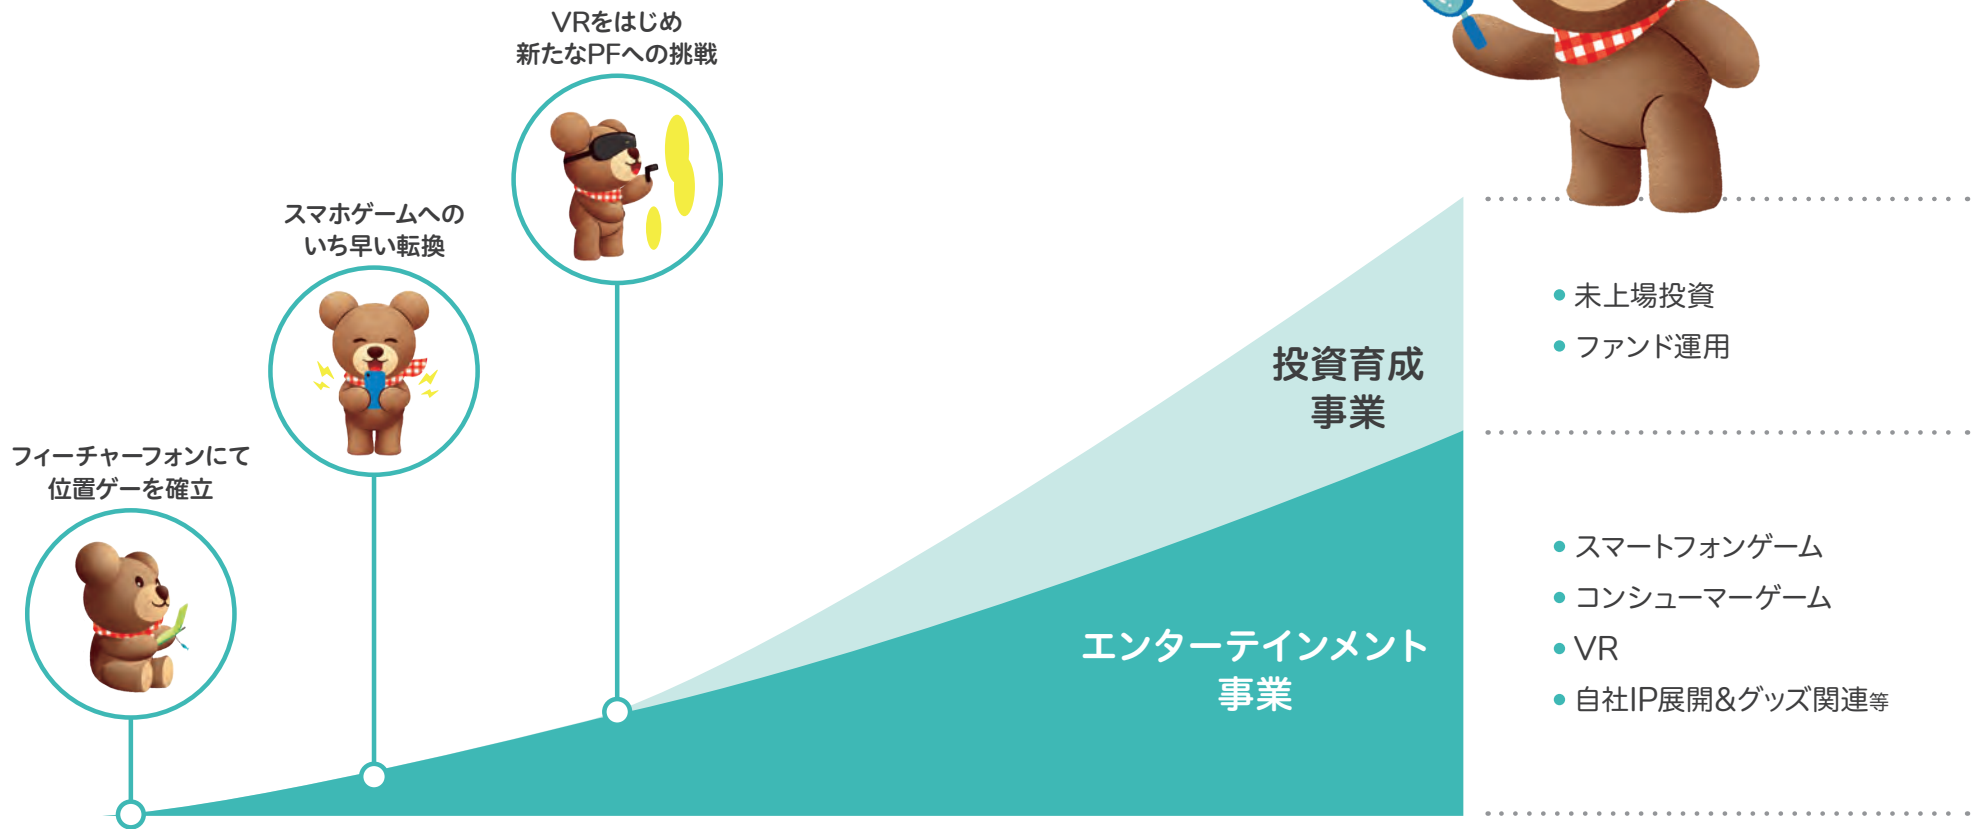 VRをはじめ
新たなPFへの挑戦
スマホゲームへの
いち早い転換
フィーチャーフォンにて
位置ゲーを確立
投資育成
事業
エンターテインメント
事業
• 未上場投資
• ファンド運用
• スマートフォンゲーム
• コンシューマーゲーム
• VR
• 自社IP展開&グッズ関連等